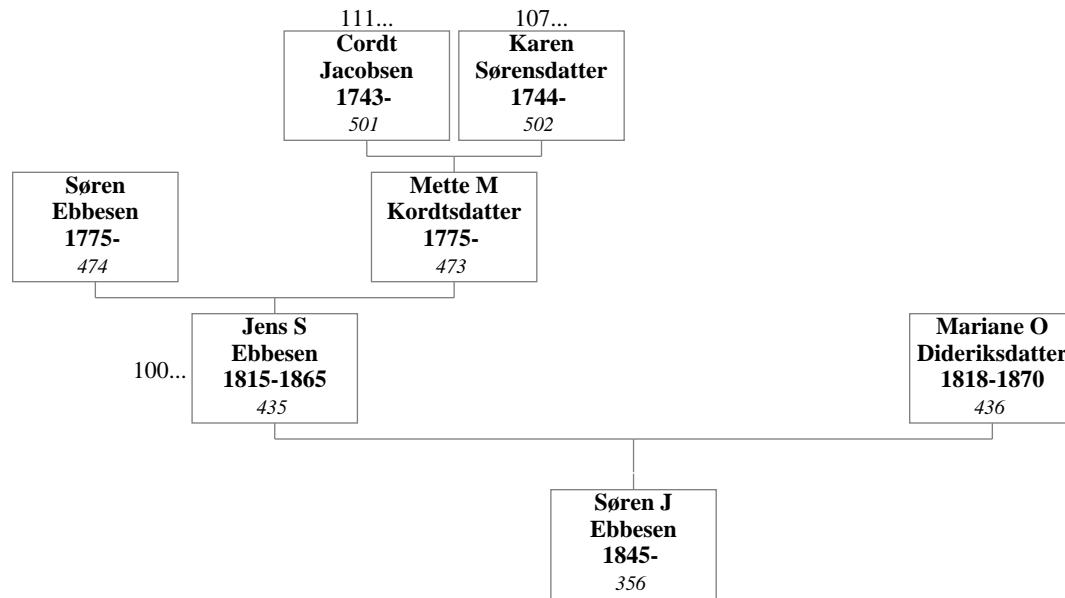 111...
107...
Cordt
Jacobsen
1743-
501
Karen
Sørensdatter
1744-
502
Søren
Ebbesen
1775-
474
Mette M
Kordtsdatter
1775-
473
100...
Jens S
Ebbesen
1815-1865
435
Mariane O
Dideriksdatter
1818-1870
436
Søren J
Ebbesen
1845-
356